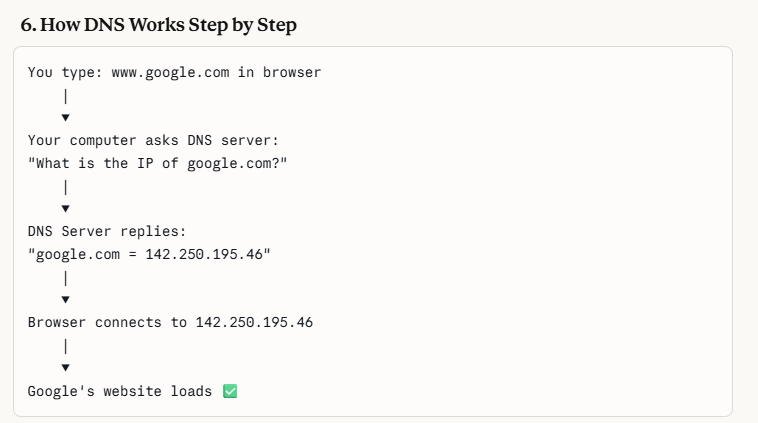 6. How DNS Works Step by Step
You type: www.google.com in browser
|
▼
Your computer asks DNS server:
"What is the IP of google.com?"
|
▼
DNS Server replies:
"google.com = 142.250.195.46"
|
▼
Browser connects to 142.250.195.46
|
▼
Google's website loads ✅